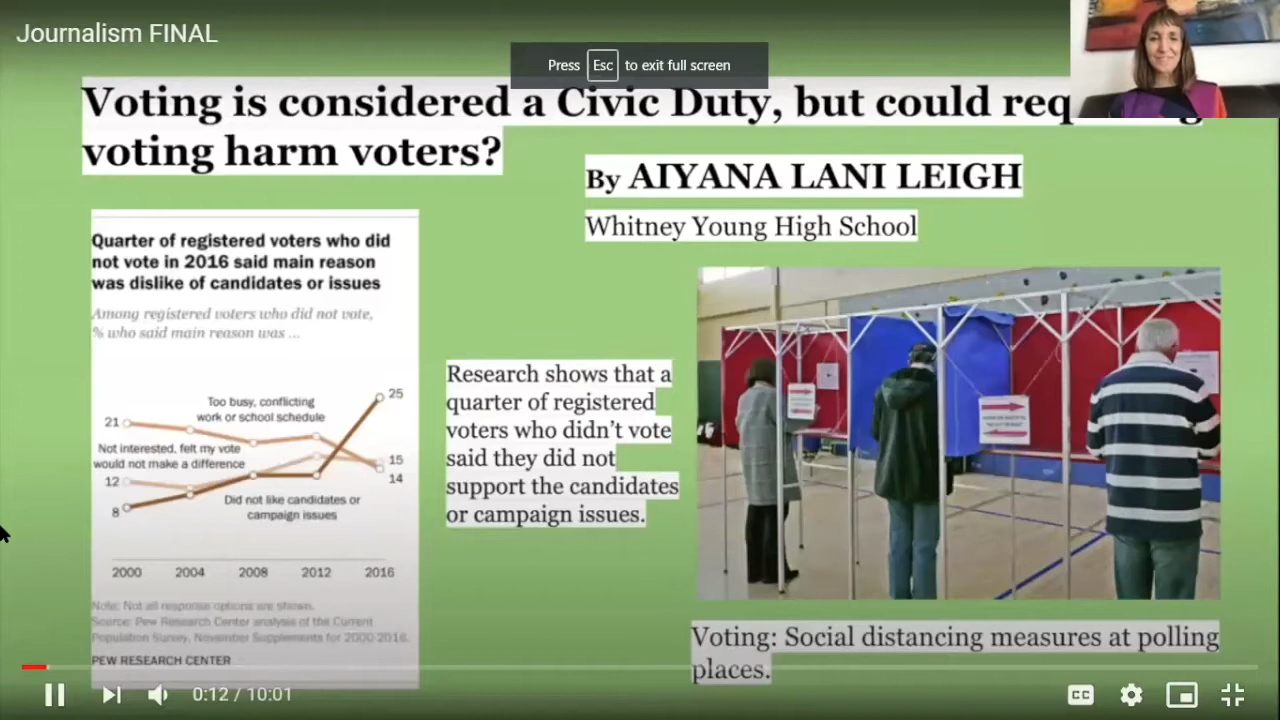 Journalism FINAL
Press Esc to exit full screen
Voting is considered a Civic Duty, but could req
voting harm voters?
By AIYANA LANI LEIGH
Whitney Young High School
Quarter of registered voters who did
not vote in 2016 said main reason
was dislike of candidates or issues
Among registered voters who did not vote,
% who said main reason was ...
25
Too busy, conflicting
work or school schedule
21
Not interested, felt my vote
would not make a difference
15
14
12
Did not like candidates or
campaign issues
8
2000 2004 2008 2012 2016
Note: Not all response options are shown.
Source: Pew Research Center analysis of the Current
Population Survey, November Supplements for 2000-2016.
PEW RESEARCH CENTER
Research shows that a
quarter of registered
voters who didn't vote
said they did not
support the candidates
or campaign issues.
Voting: Social distancing measures at polling
places.
0:12 / 10:01
CC